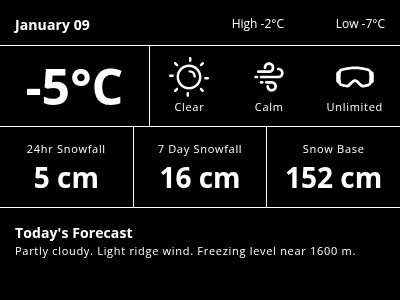 January 09 High -2°C Low -7°C
-5°C
Clear Calm Unlimited
24hr Snowfall 7 Day Snowfall Snow Base
5 cm 16 cm 152 cm
Today's Forecast
Partly cloudy. Light ridge wind. Freezing level near 1600 m.